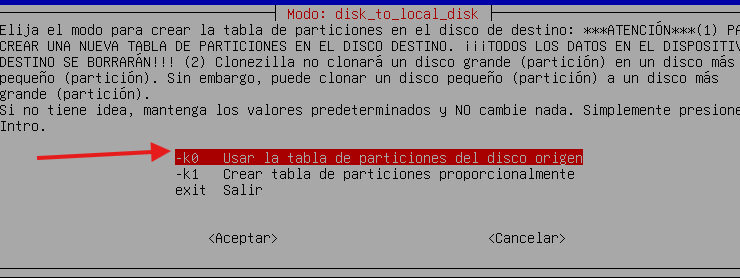 Modo: disk_to_local_disk
Elija el modo para crear la tabla de particiones en el disco de destino: ***ATENCIÓN***(1) PA
CREAR UNA NUEVA TABLA DE PARTICIONES EN EL DISCO DESTINO. ¡¡¡TODOS LOS DATOS EN EL DISPOSITIV
DESTINO SE BORRARÁN!!! (2) Clonezilla no clonará un disco grande (partición) en un disco más
pequeño (partición). Sin embargo, puede clonar un disco pequeño (partición) a un disco más
grande (partición).
Si no tiene idea, mantenga los valores predeterminados y NO cambie nada. Simplemente presione
Intro.
-k0 Usar la tabla de particiones del disco origen
-k1 Crear tabla de particiones proporcionalmente
exit Salir
<Aceptar> <Cancelar>